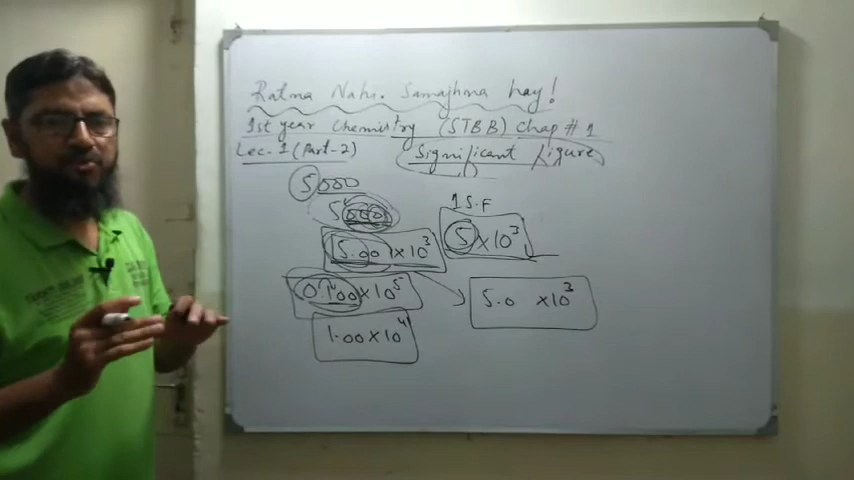 Ratna Nahi. Samajhna hay!
1st year Chemistry (STBB) Chap # 1
Lec. 1 (Part-2)
Significant figure
5000
1 S.F
5000
5 x 10³
5.00 x 10³
0.100 x 10⁵
5.0 x 10³
1.00 x 10⁴